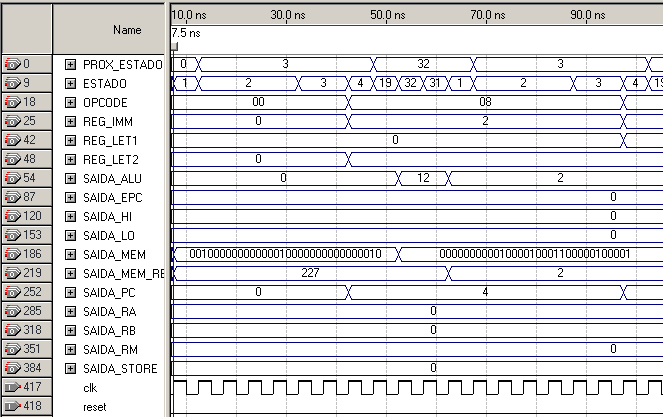 Name
10.0 ns 30.0 ns 50.0 ns 70.0 ns 90.0 ns
7.5 ns
0 PROX_ESTADO 0 3 32 3
9 ESTADO 1 2 3 4 19 32 31 1 2 3 4 19
18 OPCODE 00 08
25 REG_IMM 0 2
42 REG_LET1 0
48 REG_LET2 0
54 SAIDA_ALU 0 12 2
87 SAIDA_EPC 0
120 SAIDA_HI 0
153 SAIDA_LO 0
186 SAIDA_MEM 00100000000000010000000000000010 00000000001000010001100000100001
219 SAIDA_MEM_RE 227 2
252 SAIDA_PC 0 4
285 SAIDA_RA 0
318 SAIDA_RB 0
351 SAIDA_RM 0
384 SAIDA_STORE 0
417 clk
418 reset